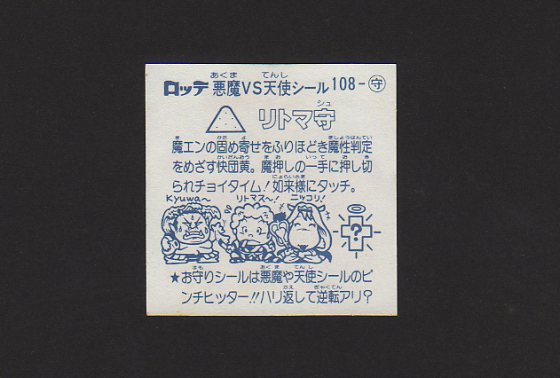 ロッテ 悪魔VS天使シール 108-守
リトマ守
魔エンの固め寄せをふりほどき魔性判定
をめざす快団黄。魔押しの一手に押し切
られチョイタイム!如来様にタッチ。
Kyuwa〜 リトマス〜! ニッコリ!
?
★お守りシールは悪魔や天使シールのピ
ンチヒッター!!ハリ返して逆転アリ?